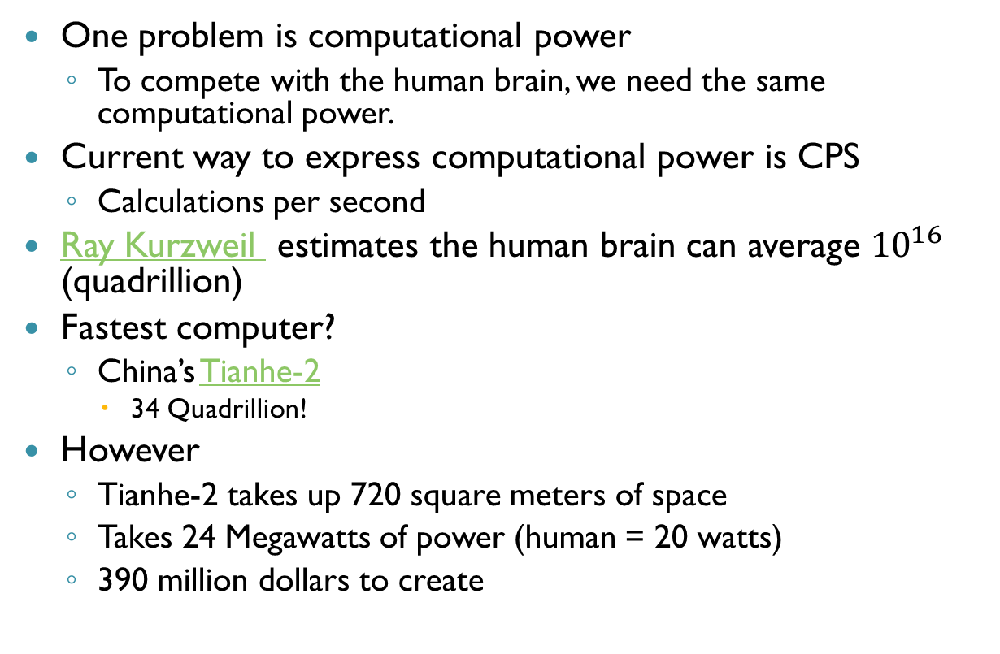 One problem is computational power
To compete with the human brain, we need the same
computational power.
Current way to express computational power is CPS
Calculations per second
Ray Kurzweil estimates the human brain can average 10¹⁶
(quadrillion)
Fastest computer?
China’s Tianhe-2
34 Quadrillion!
However
Tianhe-2 takes up 720 square meters of space
Takes 24 Megawatts of power (human = 20 watts)
390 million dollars to create